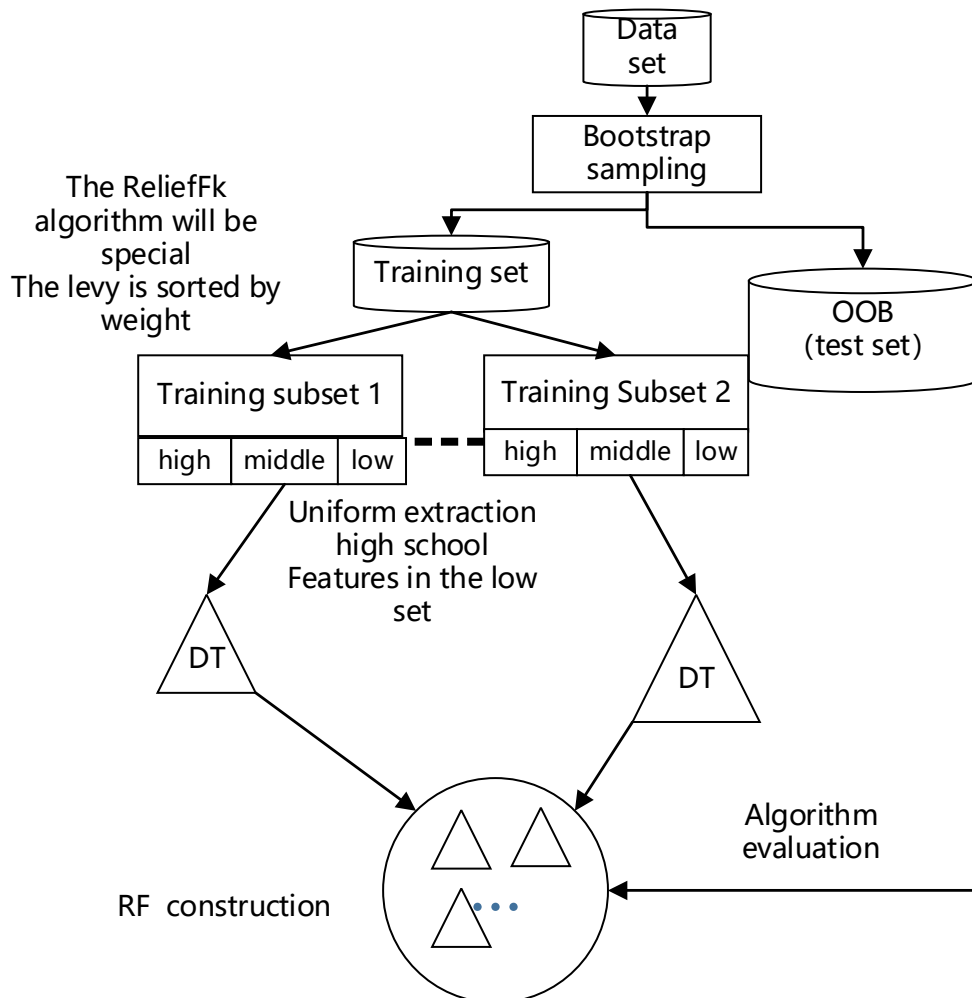 Data
set
Bootstrap
sampling
The ReliefFk
algorithm will be
special
The levy is sorted by
weight
Training set
OOB
(test set)
Training subset 1
Training Subset 2
high
middle
low
high
middle
low
Uniform extraction
high school
Features in the low
set
DT
DT
Algorithm
evaluation
RF construction